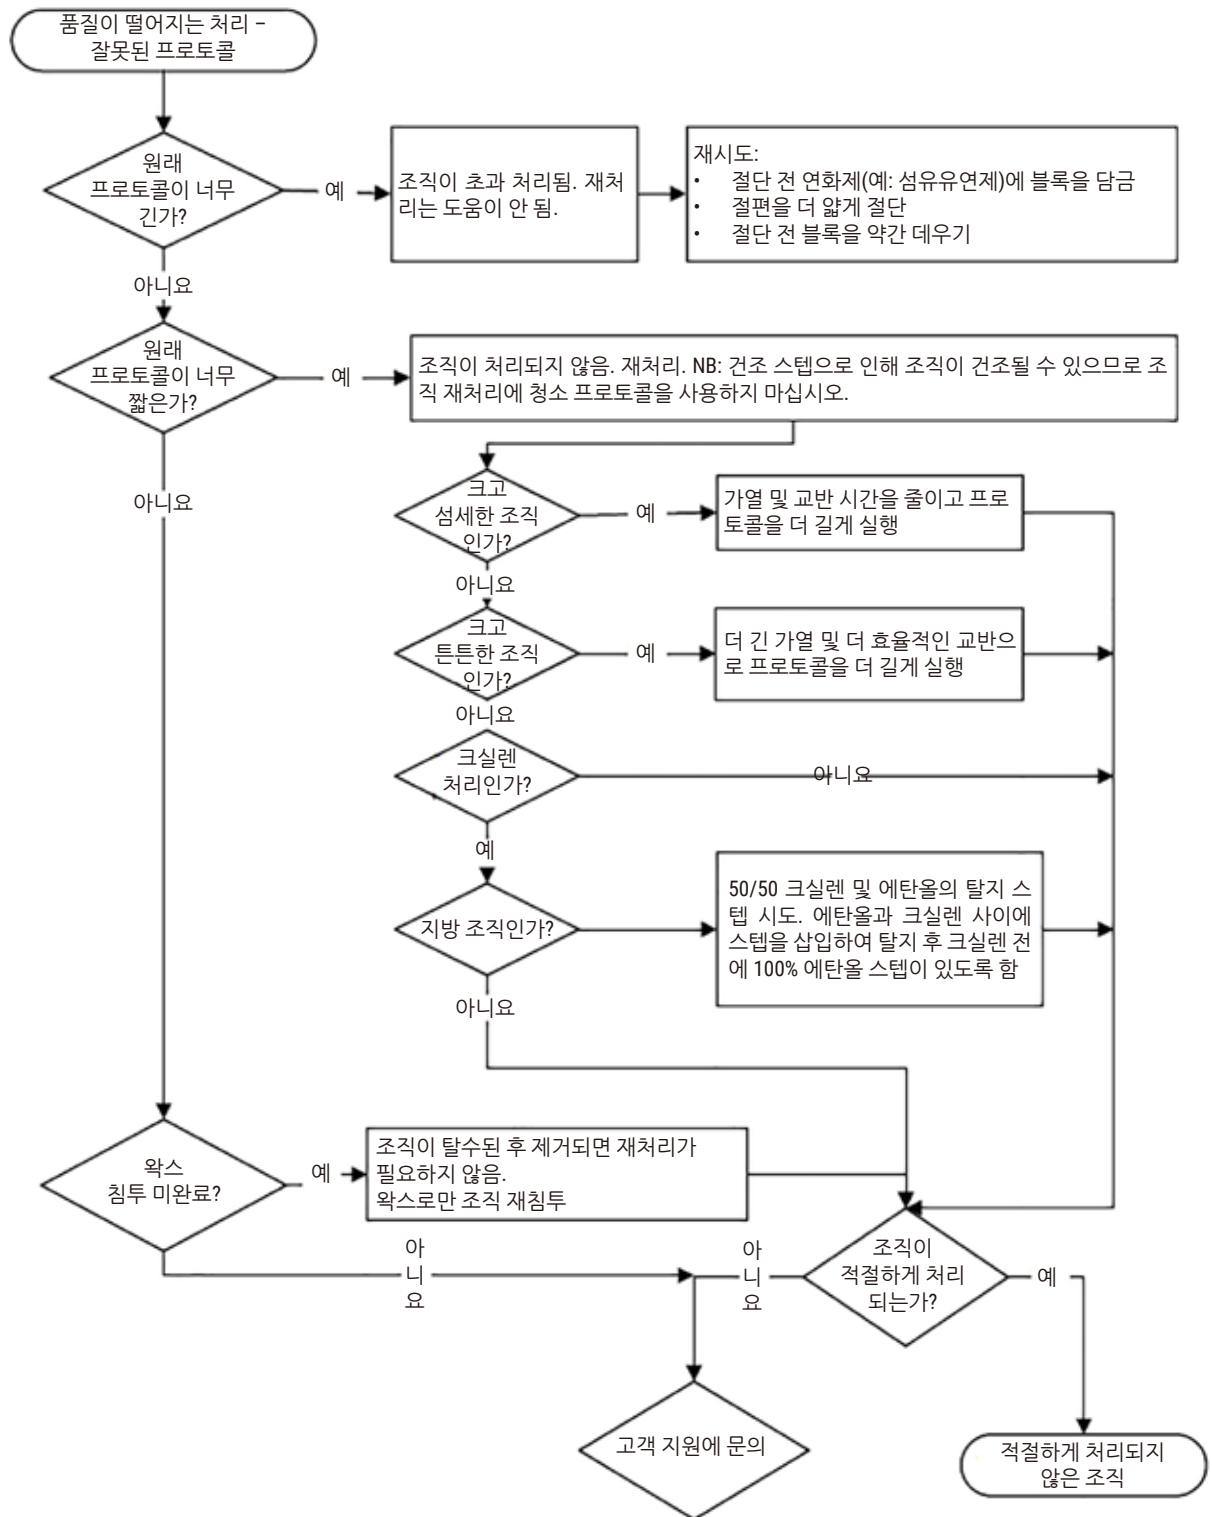 품질이 떨어지는 처리 –
잘못된 프로토콜
원래
프로토콜이 너무
긴가?
예
조직이 초과 처리됨. 재처
리는 도움이 안 됨.
재시도:
• 절단 전 연화제(예: 섬유유연제)에 블록을 담금
• 절편을 더 얇게 절단
• 절단 전 블록을 약간 데우기
아니요
원래
프로토콜이 너무
짧은가?
예
조직이 처리되지 않음. 재처리. NB: 건조 스텝으로 인해 조직이 건조될 수 있으므로 조
직 재처리에 청소 프로토콜을 사용하지 마십시오.
아니요
크고
섬세한 조직
인가?
예
가열 및 교반 시간을 줄이고 프로
토콜을 더 길게 실행
아니요
크고
튼튼한 조직
인가?
예
더 긴 가열 및 더 효율적인 교반으
로 프로토콜을 더 길게 실행
아니요
크실렌
처리인가?
아니요
예
지방 조직인가?
50/50 크실렌 및 에탄올의 탈지 스
텝 시도. 에탄올과 크실렌 사이에
스텝을 삽입하여 탈지 후 크실렌 전
에 100% 에탄올 스텝이 있도록 함
아니요
왁스
침투 미완료?
예
조직이 탈수된 후 제거되면 재처리가
필요하지 않음.
왁스로만 조직 재침투
아
니
요
아
니
요
조직이
적절하게 처리
되는가?
예
고객 지원에 문의
적절하게 처리되지
않은 조직